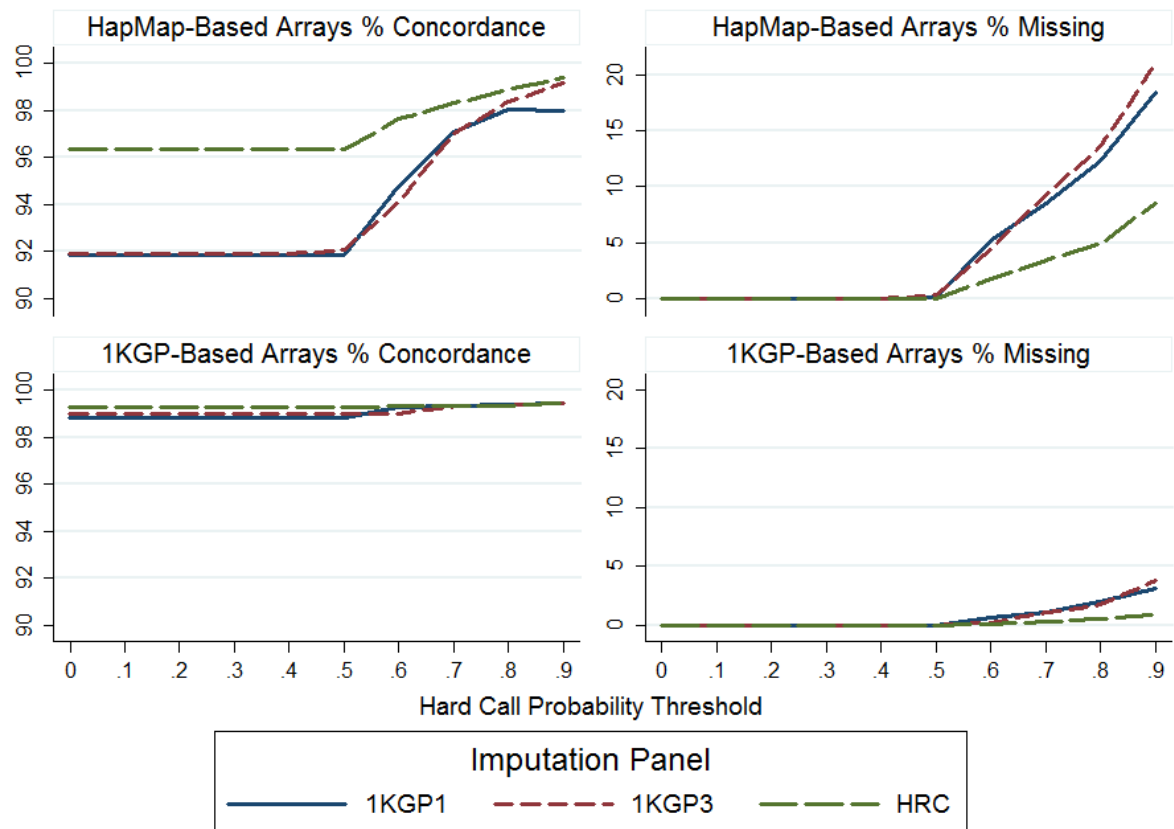 HapMap-Based Arrays % Concordance
HapMap-Based Arrays % Missing
100
98
96
94
92
90
20
15
10
5
0
1KGP-Based Arrays % Concordance
1KGP-Based Arrays % Missing
100
98
96
94
92
90
20
15
10
5
0
0 .1 .2 .3 .4 .5 .6 .7 .8 .9
0 .1 .2 .3 .4 .5 .6 .7 .8 .9
Hard Call Probability Threshold
Imputation Panel
1KGP1 1KGP3 HRC